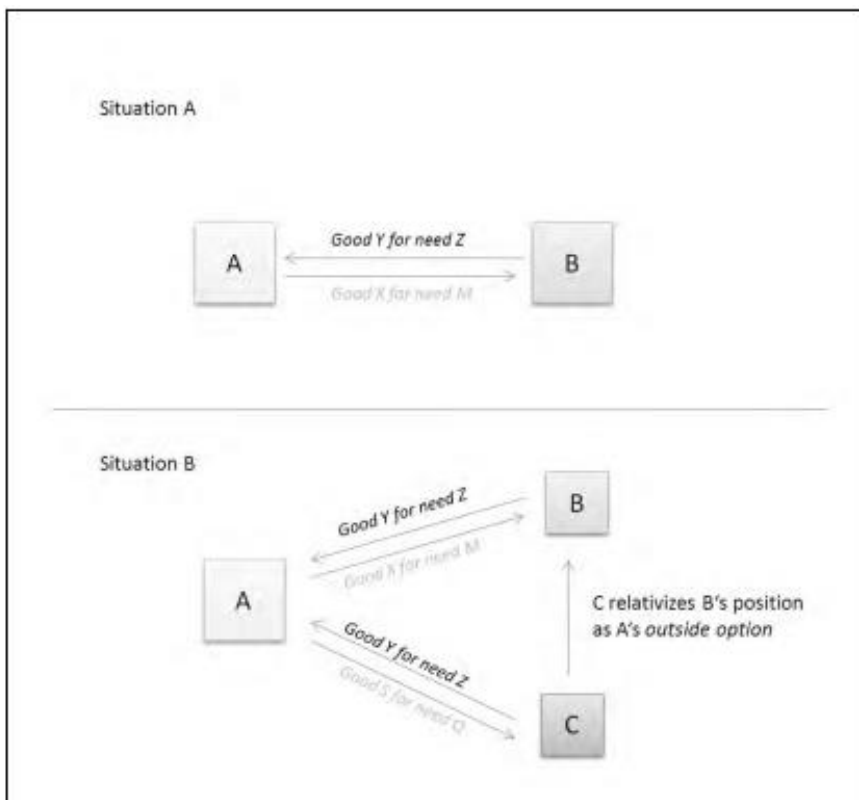 Situation A
A
Good Y for need Z
B
Good X for need M
Situation B
Good Y for need Z
B
Good X for need M
A
C relativizes B's position
as A's outside option
Good Y for need Z
Good S for need Q
C